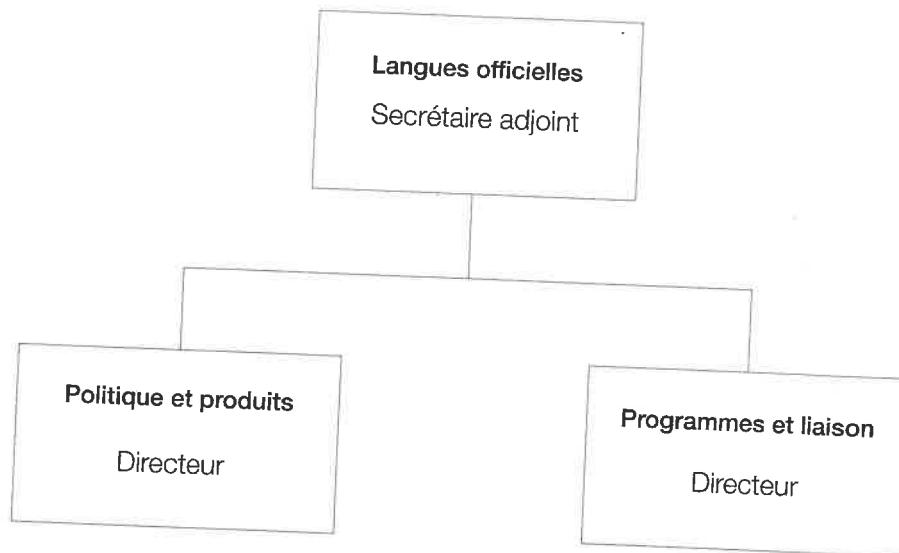 Langues officielles
Secrétaire adjoint
Politique et produits
Directeur
Programmes et liaison
Directeur